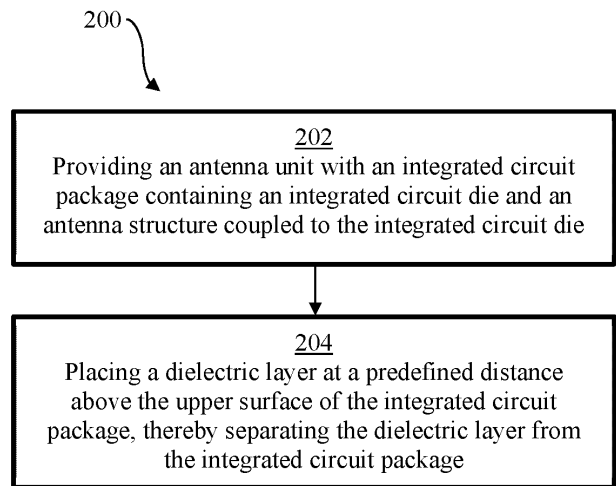 200
202
Providing an antenna unit with an integrated circuit
package containing an integrated circuit die and an
antenna structure coupled to the integrated circuit die
204
Placing a dielectric layer at a predefined distance
above the upper surface of the integrated circuit
package, thereby separating the dielectric layer from
the integrated circuit package